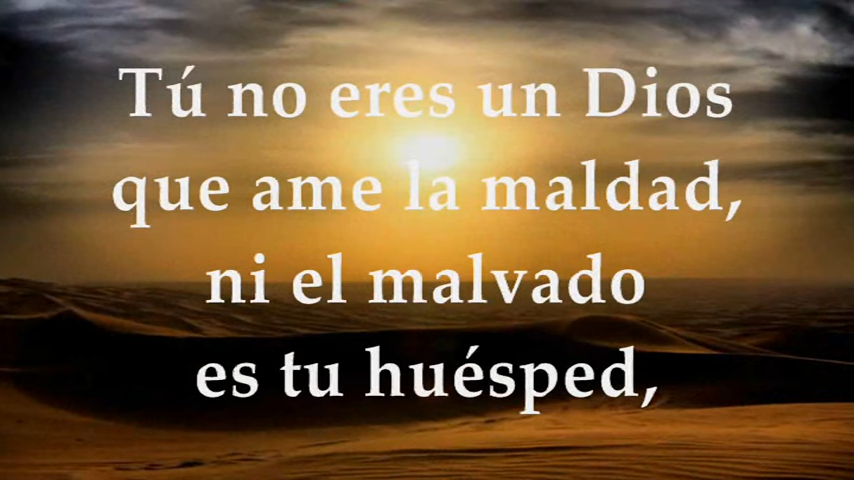 Tú no eres un Dios
que ame la maldad,
ni el malvado
es tu huésped,